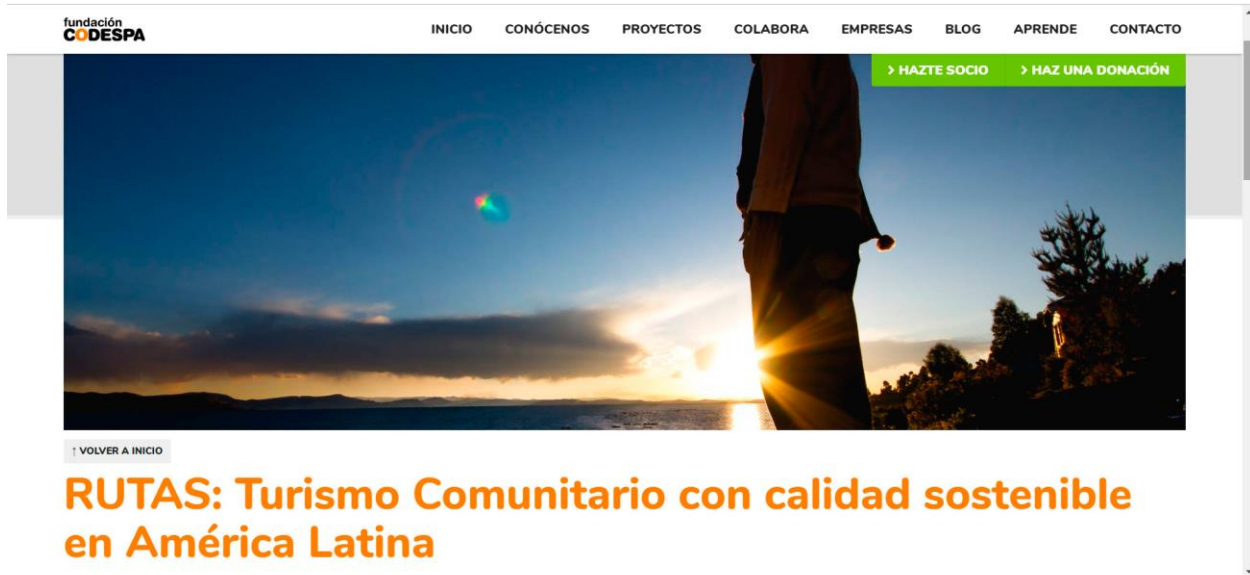 fundación
CODESPA
INICIO CONÓCENOS PROYECTOS COLABORA EMPRESAS BLOG APRENDE CONTACTO
> HAZTE SOCIO > HAZ UNA DONACIÓN
↑ VOLVER A INICIO
RUTAS: Turismo Comunitario con calidad sostenible
en América Latina